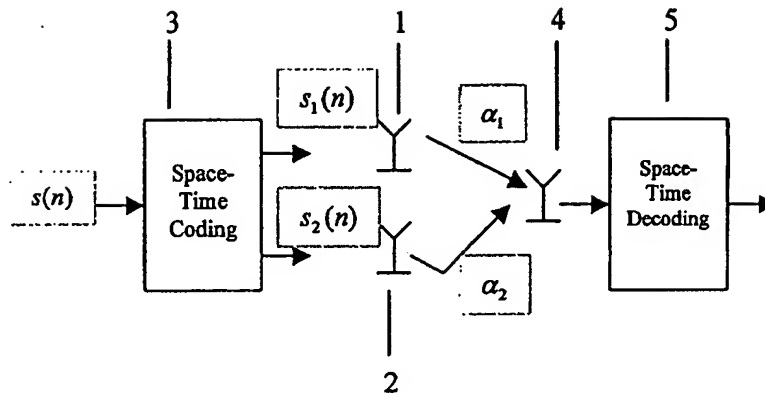 3
1
4
5
s₁(n)
α₁
s(n)
Space-
Time
Coding
s₂(n)
Space-
Time
Decoding
α₂
2